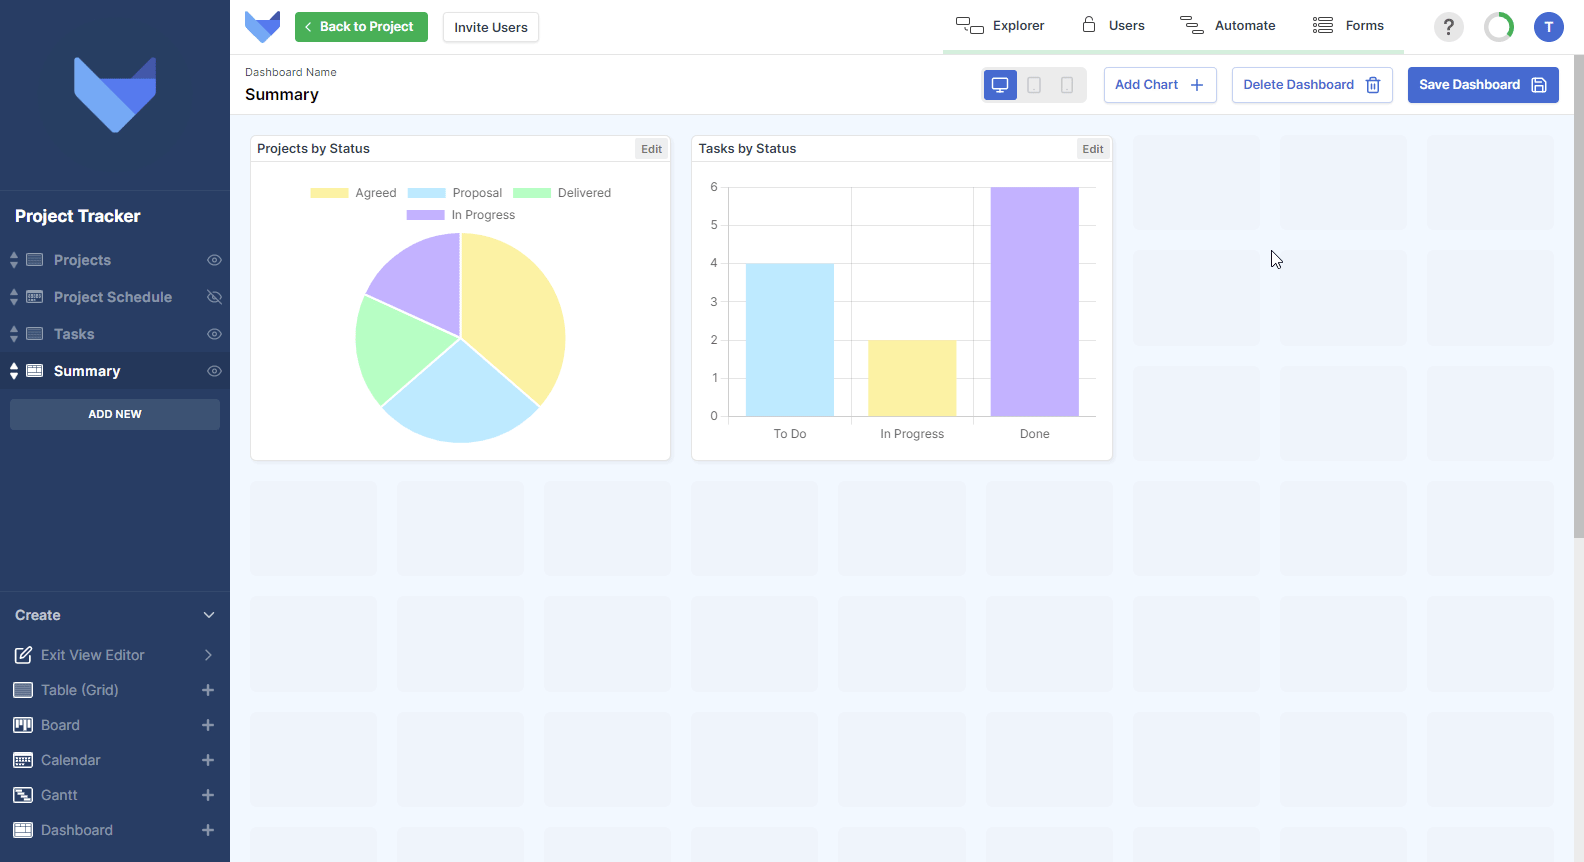 Back to Project
Invite Users
Explorer
Users
Automate
Forms
?
T
Dashboard Name
Summary
Add Chart
Delete Dashboard
Save Dashboard
Project Tracker
Projects
Project Schedule
Tasks
Summary
ADD NEW
Create
Exit View Editor
Table (Grid)
Board
Calendar
Gantt
Dashboard
Projects by Status
Edit
Agreed
Proposal
Delivered
In Progress
Tasks by Status
Edit
6
5
4
3
2
1
0
To Do
In Progress
Done